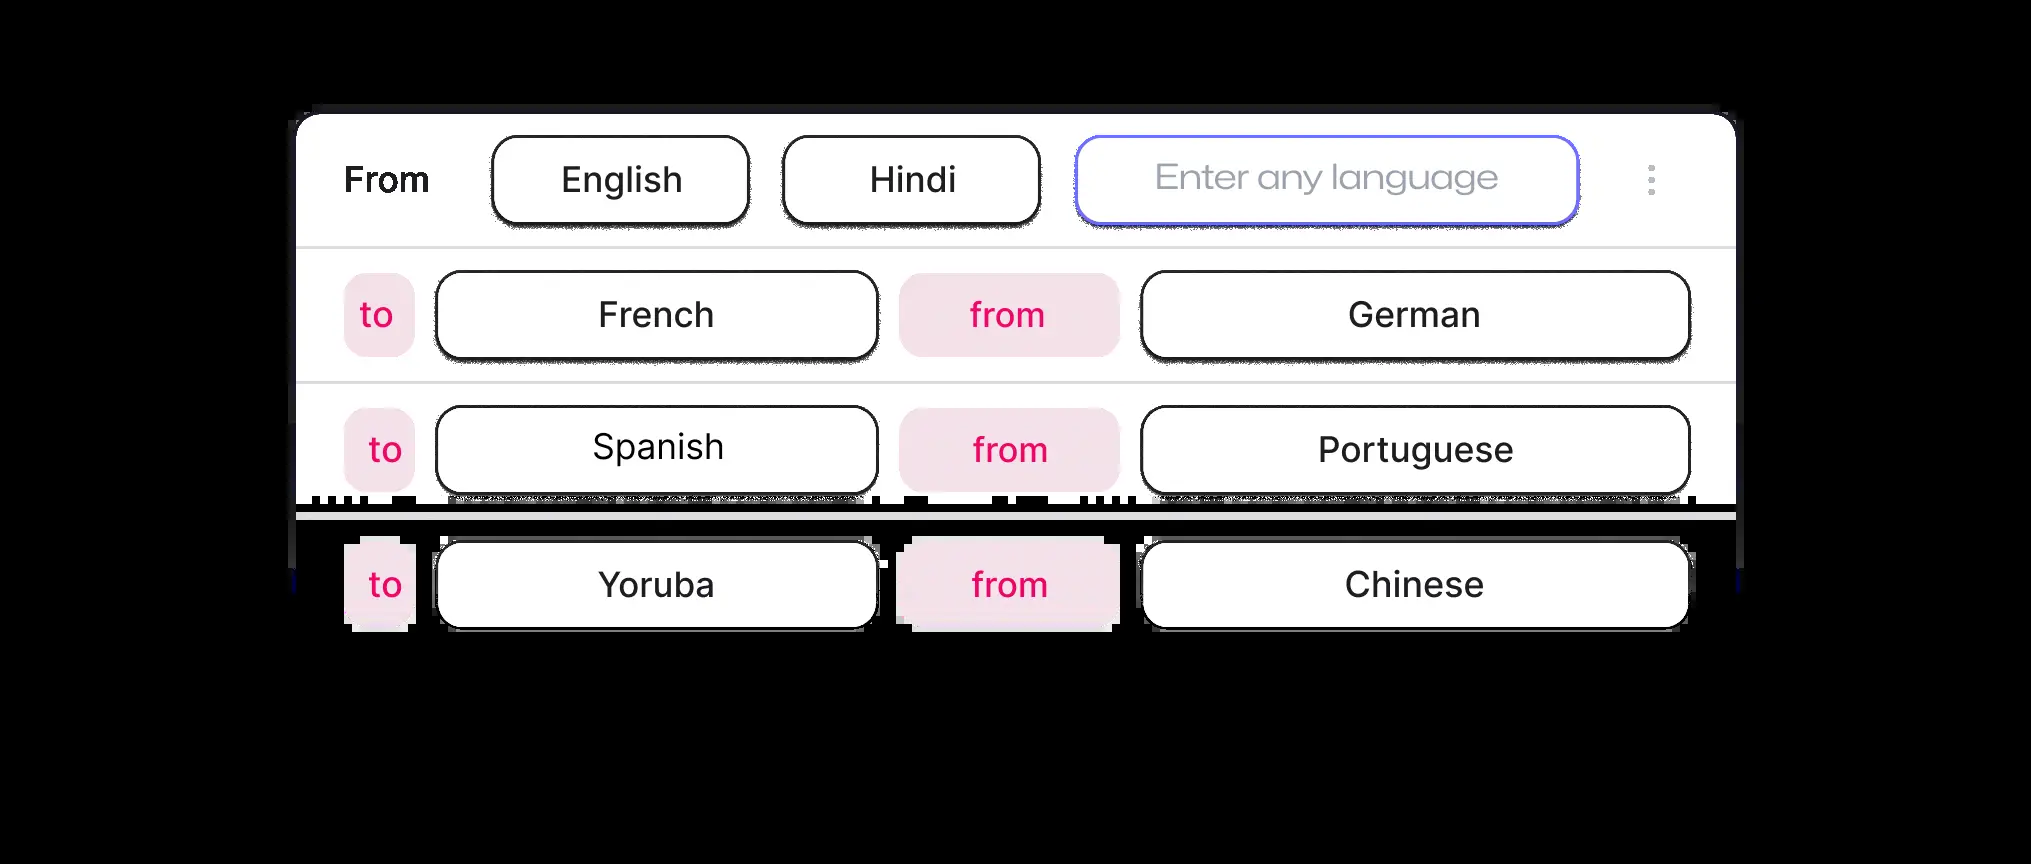 From English Hindi Enter any language
to French from German
to Spanish from Portuguese
to Yoruba from Chinese